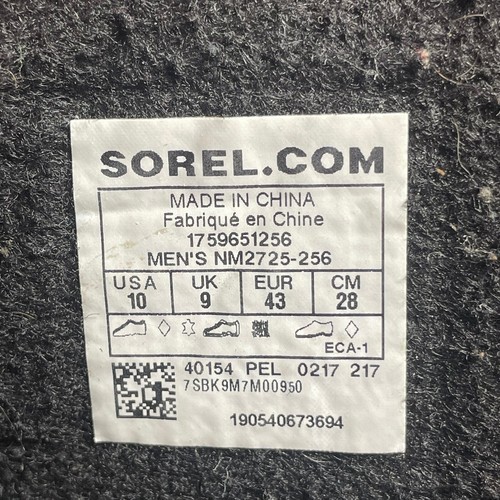 SOREL.COM
MADE IN CHINA
Fabriqué en Chine
1759651256
MEN'S NM2725-256
USA UK EUR CM
10 9 43 28
ECA-1
40154 PEL 0217 217
7SBK9M7M00950
190540673694